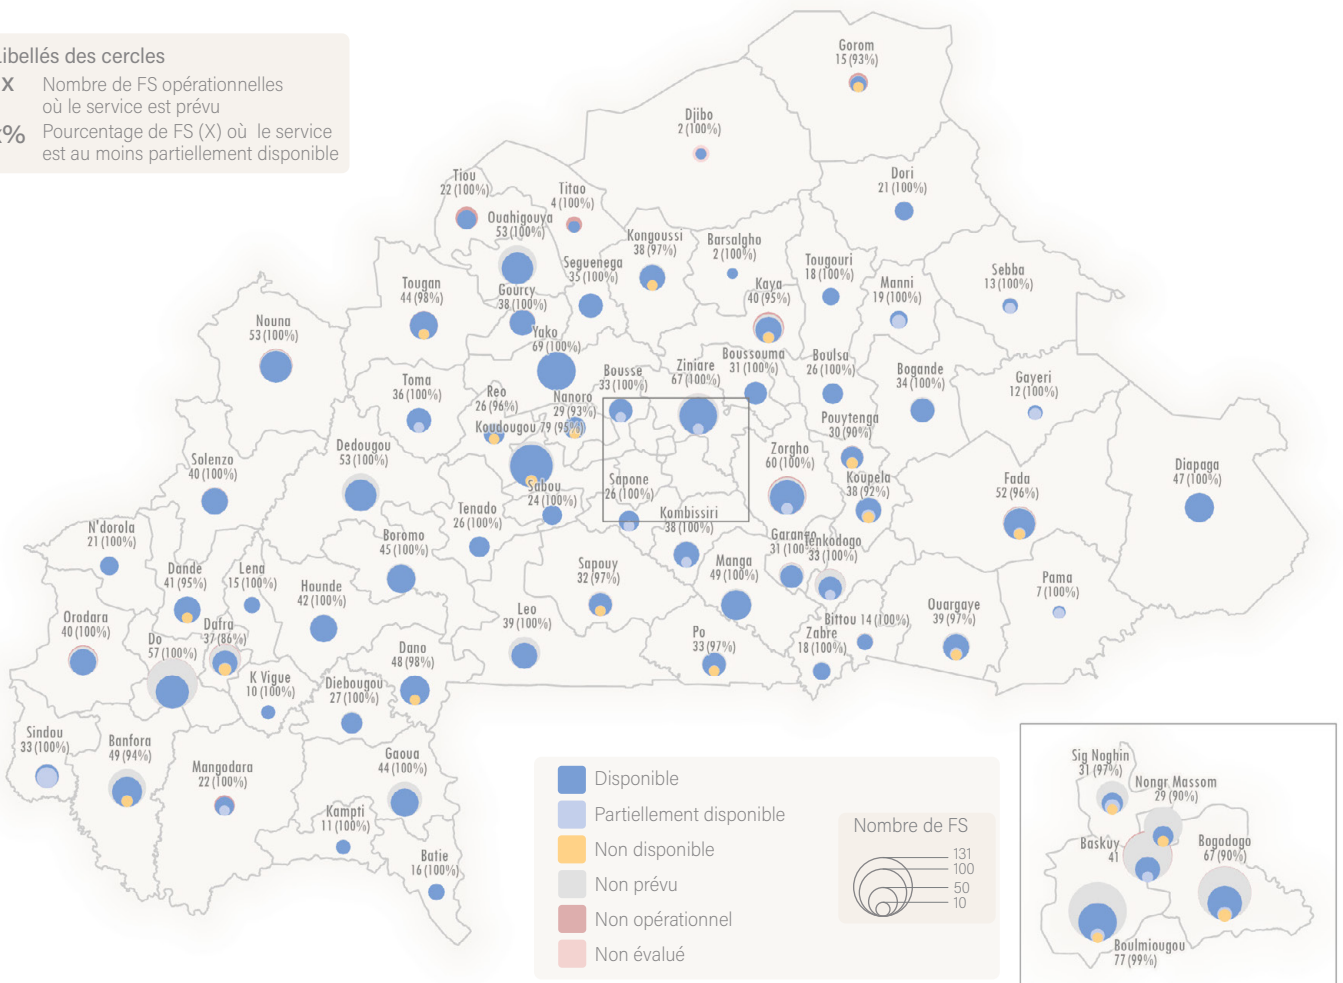 Libellés des cercles
X Nombre de FS opérationnelles
où le service est prévu
% Pourcentage de FS (X) où le service
est au moins partiellement disponible
Gorom
15 (93%)
Djibo
2 (100%)
Dori
21 (100%)
Tiou
22 (100%)
Titao
4 (100%)
Ouahigouya
53 (100%)
Kongoussi
38 (97%)
Barsalgho
2 (100%)
Tougouri
18 (100%)
Seguenega
35 (100%)
Sebba
13 (100%)
Manni
19 (100%)
Tougan
44 (98%)
Gourcy
38 (100%)
Kaya
40 (95%)
Nouna
53 (100%)
Yako
69 (100%)
Boussouma
31 (100%)
Boulsa
26 (100%)
Ziniare
67 (100%)
Bousse
33 (100%)
Bogande
34 (100%)
Gayeri
12 (100%)
Toma
36 (100%)
Reo
26 (96%)
Nanoro
29 (93%)
Koudougou 79 (95%)
Pouytenga
30 (90%)
Dedougou
53 (100%)
Zorgho
60 (100%)
Solenzo
40 (100%)
Diapaga
47 (100%)
Koupela
38 (92%)
Fada
52 (96%)
Sabou
24 (100%)
Sapone
26 (100%)
Tenado
26 (100%)
Kombissiri
38 (100%)
N'dorola
21 (100%)
Boromo
45 (100%)
Garango
31 (100%)
Tenkodogo
33 (100%)
Dande
41 (95%)
Lena
15 (100%)
Hounde
42 (100%)
Sapouy
32 (97%)
Manga
49 (100%)
Pama
7 (100%)
Orodara
40 (100%)
Dafra
37 (86%)
Do
57 (100%)
Leo
39 (100%)
Bittou 14 (100%)
Ouargaye
39 (97%)
Po
33 (97%)
Zabre
18 (100%)
Dano
48 (98%)
K Vigue
10 (100%)
Diebougou
27 (100%)
Sindou
33 (100%)
Banfora
49 (94%)
Mangodara
22 (100%)
Gaoua
44 (100%)
Kampti
11 (100%)
Batie
16 (100%)
Disponible
Partiellement disponible
Non disponible
Non prévu
Non opérationnel
Non évalué
Nombre de FS
131
100
50
10
Sig Noghin
31 (97%)
Nongr Massom
29 (90%)
Baskuy
41
Bogodogo
67 (90%)
Boulmiougou
77 (99%)